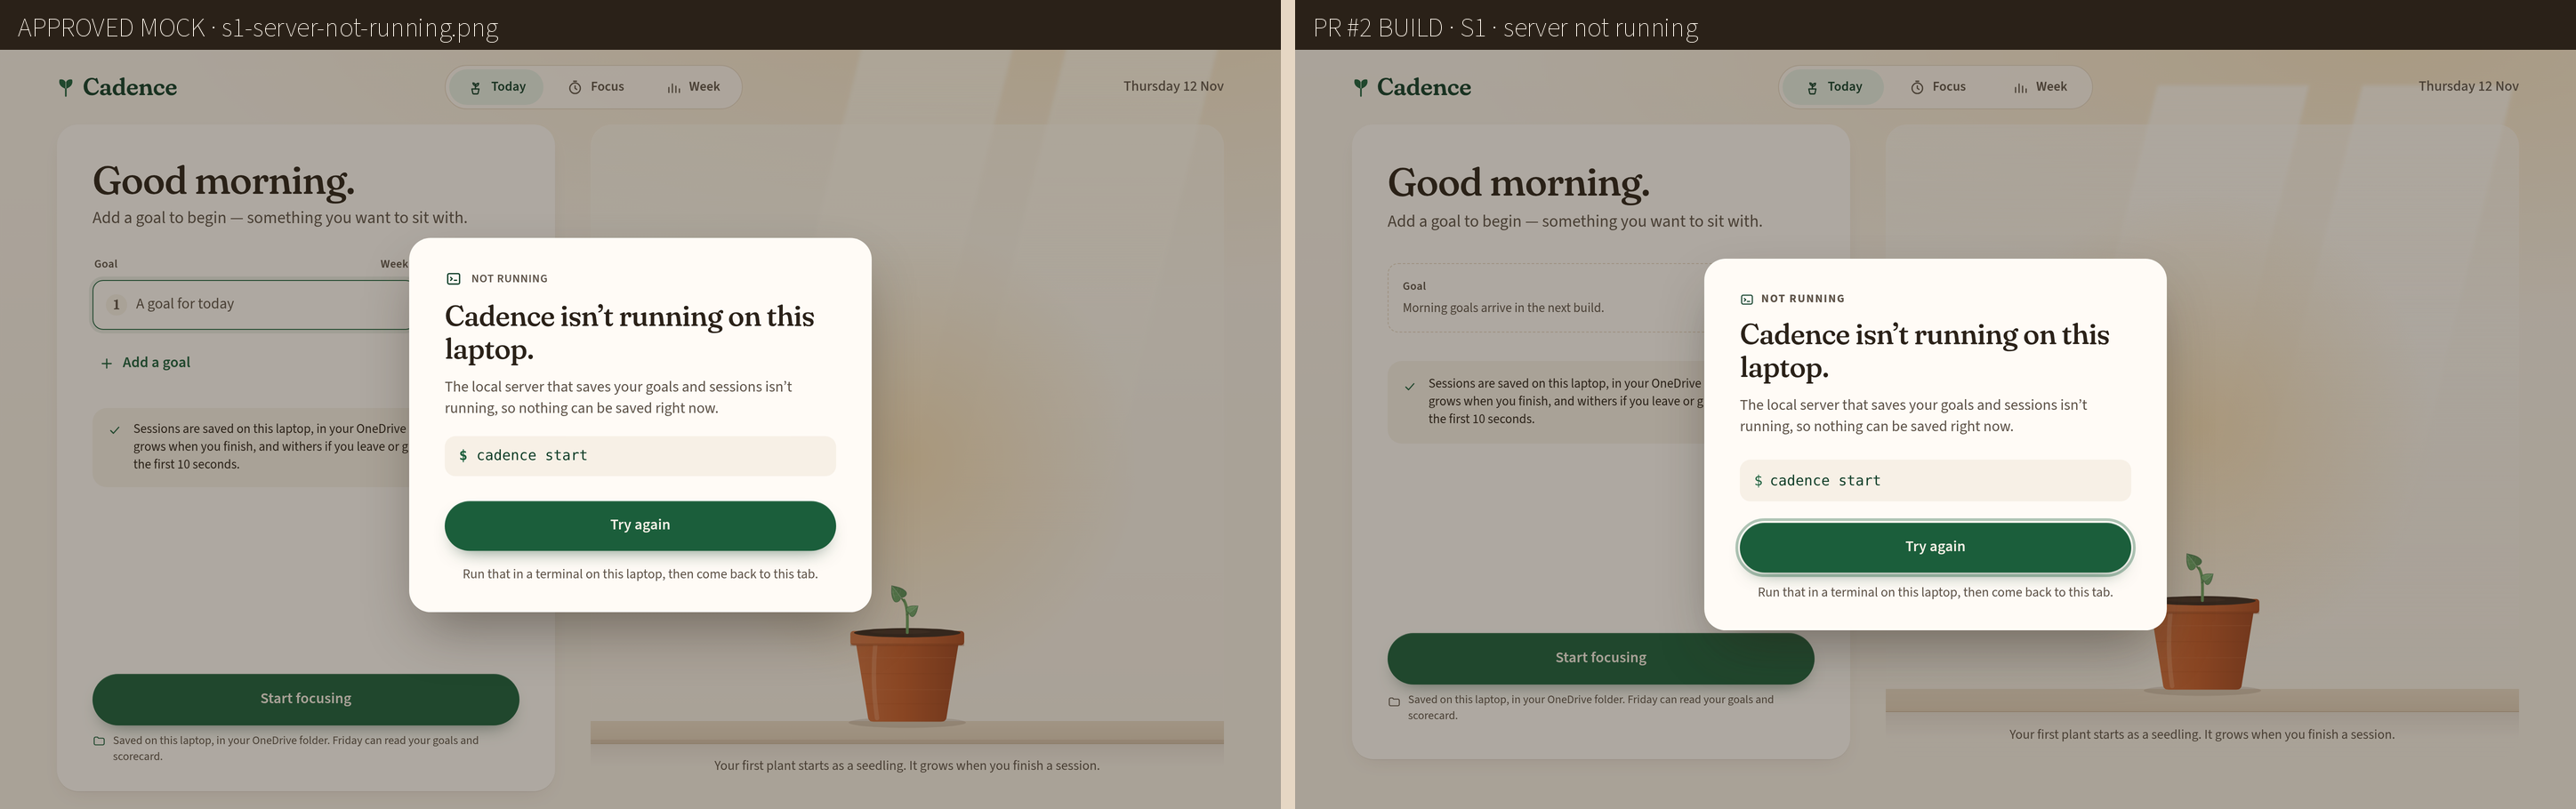 APPROVED MOCK · s1-server-not-running.png
Cadence
Today
Focus
Week
Thursday 12 Nov
Good morning.
Add a goal to begin — something you want to sit with.
Goal
Week
1 A goal for today
+ Add a goal
Sessions are saved on this laptop, in your OneDrive
grows when you finish, and withers if you leave or g
the first 10 seconds.
NOT RUNNING
Cadence isn’t running on this
laptop.
The local server that saves your goals and sessions isn’t
running, so nothing can be saved right now.
$ cadence start
Try again
Run that in a terminal on this laptop, then come back to this tab.
Start focusing
Saved on this laptop, in your OneDrive folder. Friday can read your goals and
scorecard.
Your first plant starts as a seedling. It grows when you finish a session.
PR #2 BUILD · S1 · server not running
Cadence
Today
Focus
Week
Thursday 12 Nov
Good morning.
Add a goal to begin — something you want to sit with.
Goal
Morning goals arrive in the next build.
Sessions are saved on this laptop, in your OneDrive
grows when you finish, and withers if you leave or g
the first 10 seconds.
NOT RUNNING
Cadence isn’t running on this
laptop.
The local server that saves your goals and sessions isn’t
running, so nothing can be saved right now.
$ cadence start
Try again
Run that in a terminal on this laptop, then come back to this tab.
Start focusing
Saved on this laptop, in your OneDrive folder. Friday can read your goals and
scorecard.
Your first plant starts as a seedling. It grows when you finish a session.